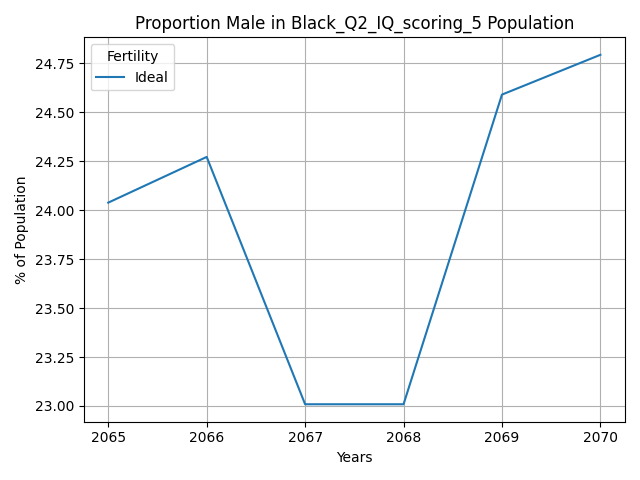 Proportion Male in Black_Q2_IQ_scoring_5 Population
Fertility
Ideal
% of Population
24.75
24.50
24.25
24.00
23.75
23.50
23.25
23.00
2065 2066 2067 2068 2069 2070
Years